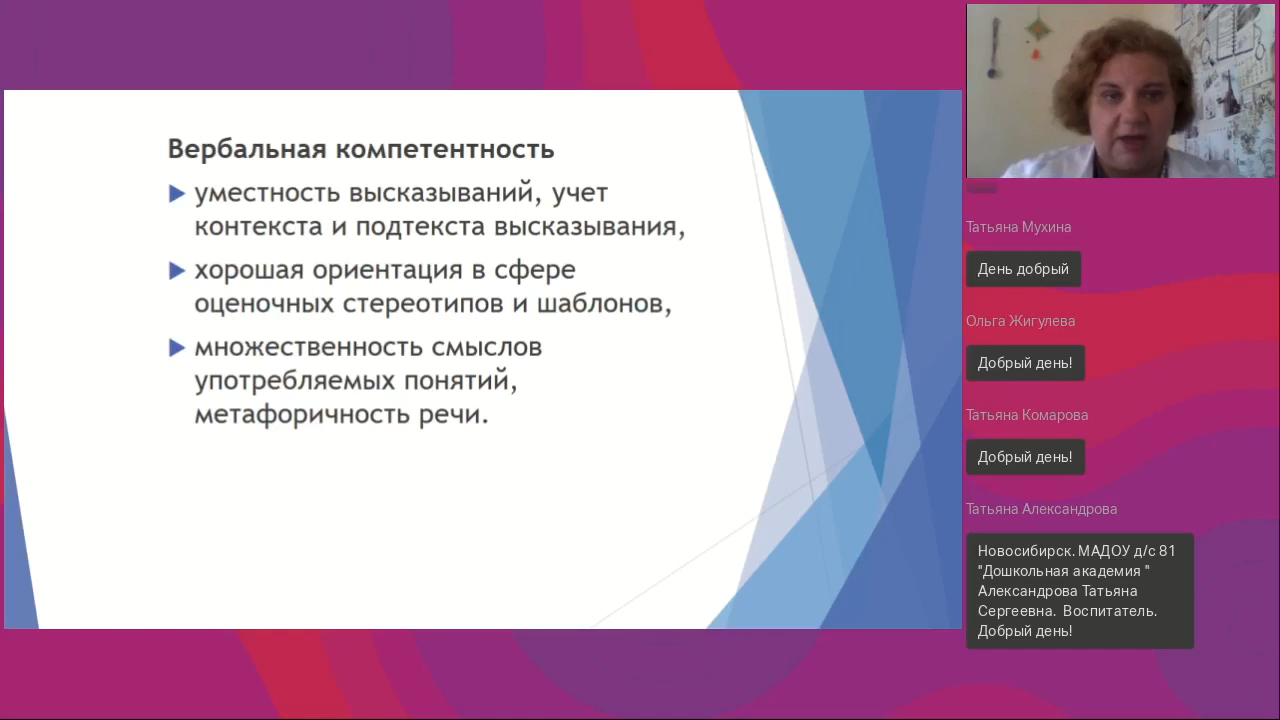 Вербальная компетентность
уместность высказываний, учет
контекста и подтекста высказывания,
хорошая ориентация в сфере
оценочных стереотипов и шаблонов,
множественность смыслов
употребляемых понятий,
метафоричность речи.
Татьяна Мухина
День добрый
Ольга Жигулева
Добрый день!
Татьяна Комарова
Добрый день!
Татьяна Александрова
Новосибирск. МАДОУ д/с 81
"Дошкольная академия "
Александрова Татьяна
Сергеевна. Воспитатель.
Добрый день!